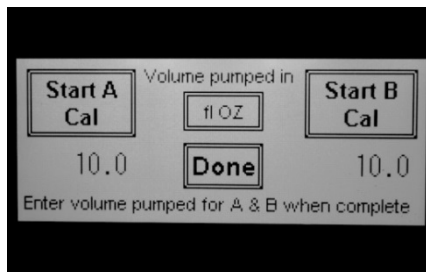 Start A
Cal
Volume pumped in
fl OZ
Start B
Cal
10.0
Done
10.0
Enter volume pumped for A & B when complete